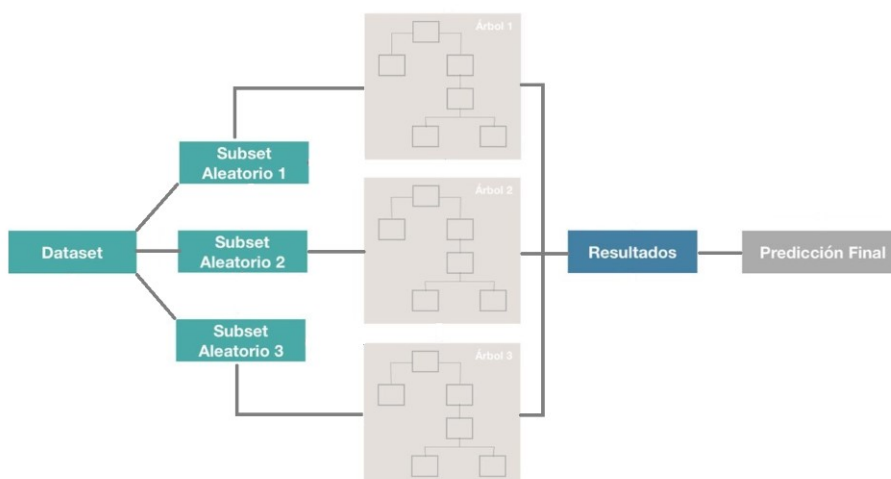 Árbol 1
Subset
Aleatorio 1
Árbol 2
Dataset
Subset
Aleatorio 2
Resultados
Predicción Final
Subset
Aleatorio 3
Árbol 3